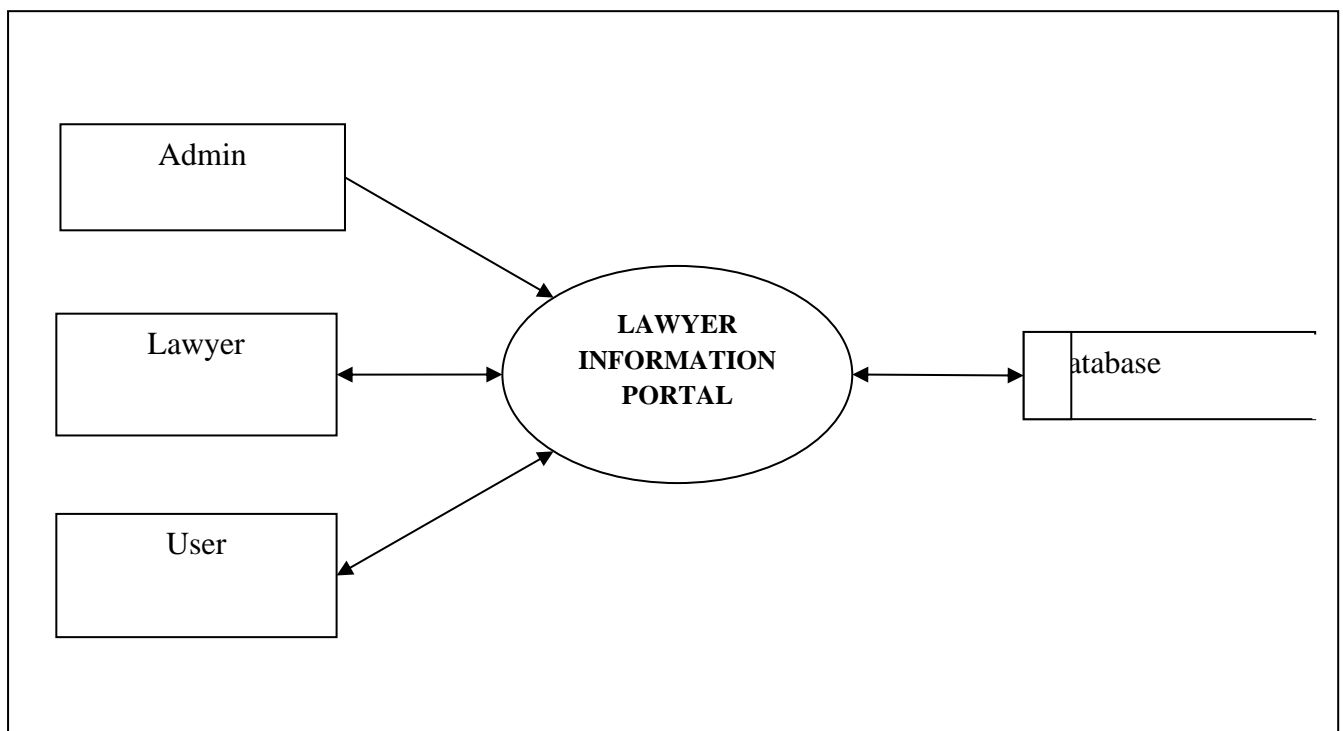 Admin
Lawyer
LAWYER
INFORMATION
PORTAL
atabase
User